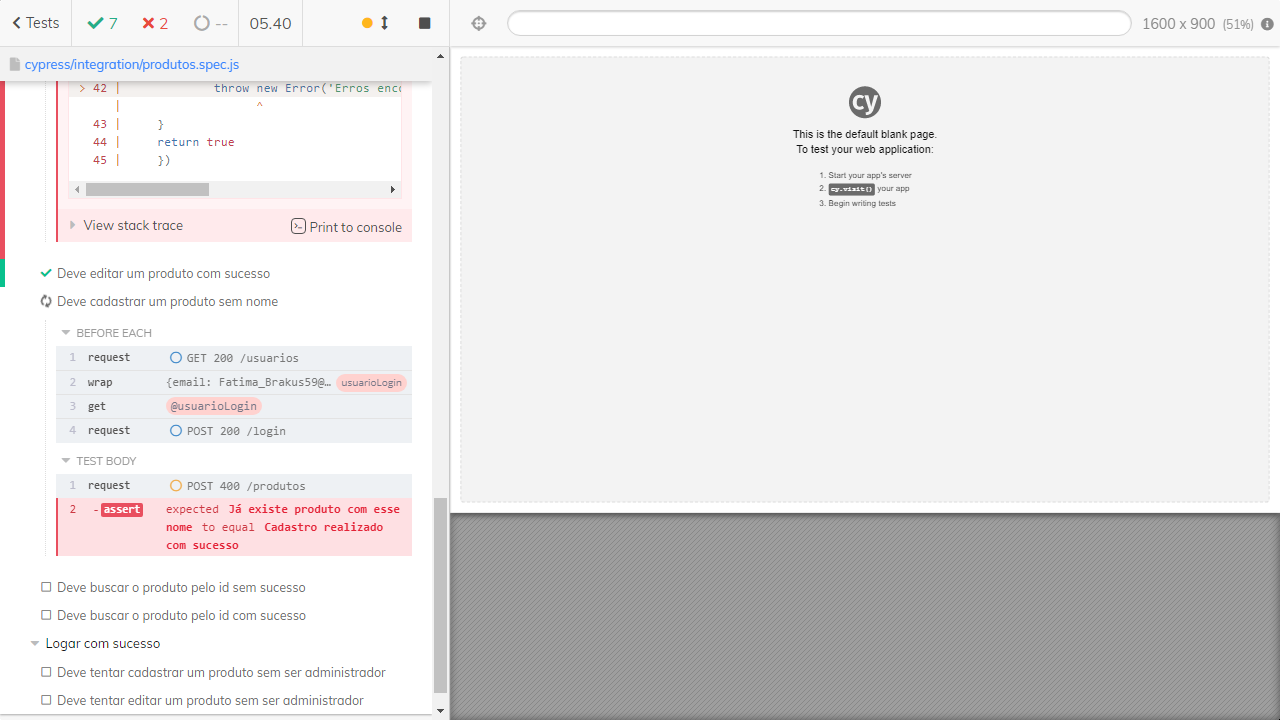 Tests 7 2 -- 05.40
1600 x 900 (51%)
cypress/integration/produtos.spec.js
> 42 | throw new Error('Erros enco
| ^
43 | }
44 | return true
45 | })
View stack trace Print to console
Deve editar um produto com sucesso
Deve cadastrar um produto sem nome
BEFORE EACH
1 request GET 200 /usuarios
2 wrap {email: Fatima_Brakus59@… usuarioLogin
3 get @usuarioLogin
4 request POST 200 /login
TEST BODY
1 request POST 400 /produtos
2 -assert expected Já existe produto com esse
nome to equal Cadastro realizado
com sucesso
Deve buscar o produto pelo id sem sucesso
Deve buscar o produto pelo id com sucesso
Logar com sucesso
Deve tentar cadastrar um produto sem ser administrador
Deve tentar editar um produto sem ser administrador
cy
This is the default blank page.
To test your web application:
1. Start your app's server
2. cy.visit() your app
3. Begin writing tests